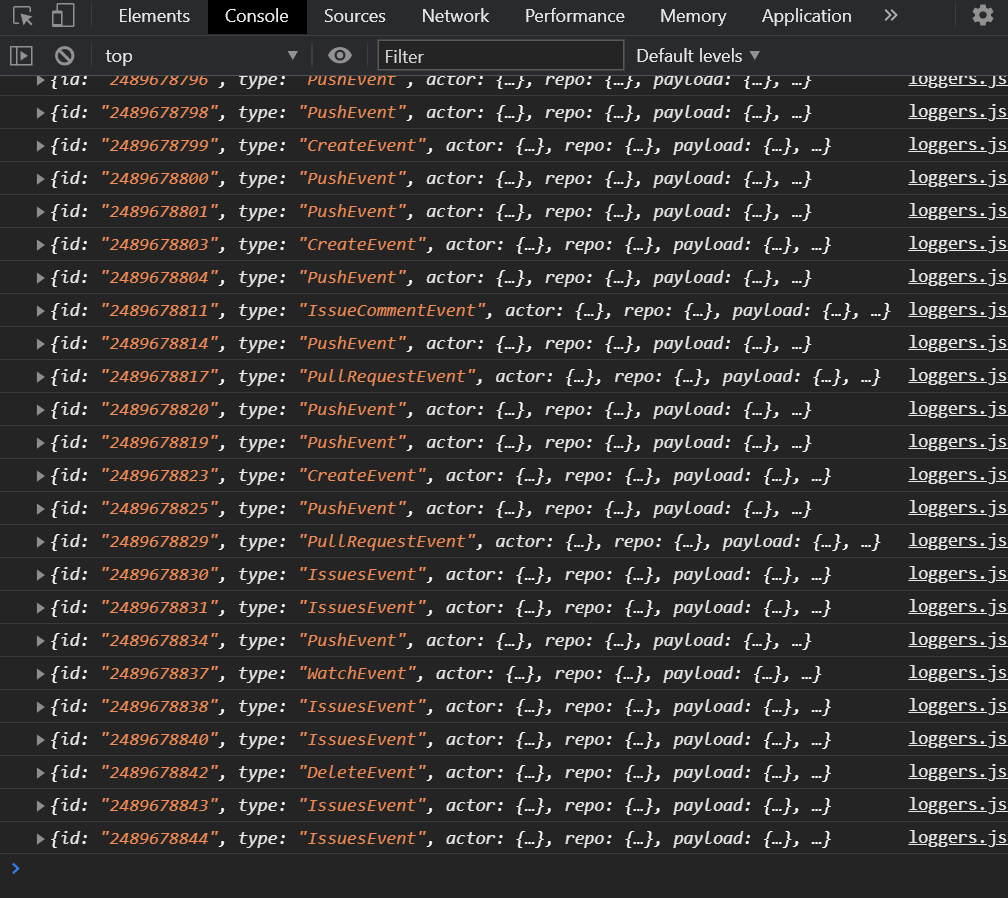 Elements Console Sources Network Performance Memory Application »
top ▼ Filter Default levels ▼
▶{id: "2489678796", type: "PushEvent", actor: {…}, repo: {…}, payload: {…}, …} loggers.js
▶{id: "2489678798", type: "PushEvent", actor: {…}, repo: {…}, payload: {…}, …} loggers.js
▶{id: "2489678799", type: "CreateEvent", actor: {…}, repo: {…}, payload: {…}, …} loggers.js
▶{id: "2489678800", type: "PushEvent", actor: {…}, repo: {…}, payload: {…}, …} loggers.js
▶{id: "2489678801", type: "PushEvent", actor: {…}, repo: {…}, payload: {…}, …} loggers.js
▶{id: "2489678803", type: "CreateEvent", actor: {…}, repo: {…}, payload: {…}, …} loggers.js
▶{id: "2489678804", type: "PushEvent", actor: {…}, repo: {…}, payload: {…}, …} loggers.js
▶{id: "2489678811", type: "IssueCommentEvent", actor: {…}, repo: {…}, payload: {…}, …} loggers.js
▶{id: "2489678814", type: "PushEvent", actor: {…}, repo: {…}, payload: {…}, …} loggers.js
▶{id: "2489678817", type: "PullRequestEvent", actor: {…}, repo: {…}, payload: {…}, …} loggers.js
▶{id: "2489678820", type: "PushEvent", actor: {…}, repo: {…}, payload: {…}, …} loggers.js
▶{id: "2489678819", type: "PushEvent", actor: {…}, repo: {…}, payload: {…}, …} loggers.js
▶{id: "2489678823", type: "CreateEvent", actor: {…}, repo: {…}, payload: {…}, …} loggers.js
▶{id: "2489678825", type: "PushEvent", actor: {…}, repo: {…}, payload: {…}, …} loggers.js
▶{id: "2489678829", type: "PullRequestEvent", actor: {…}, repo: {…}, payload: {…}, …} loggers.js
▶{id: "2489678830", type: "IssuesEvent", actor: {…}, repo: {…}, payload: {…}, …} loggers.js
▶{id: "2489678831", type: "IssuesEvent", actor: {…}, repo: {…}, payload: {…}, …} loggers.js
▶{id: "2489678834", type: "PushEvent", actor: {…}, repo: {…}, payload: {…}, …} loggers.js
▶{id: "2489678837", type: "WatchEvent", actor: {…}, repo: {…}, payload: {…}, …} loggers.js
▶{id: "2489678838", type: "IssuesEvent", actor: {…}, repo: {…}, payload: {…}, …} loggers.js
▶{id: "2489678840", type: "IssuesEvent", actor: {…}, repo: {…}, payload: {…}, …} loggers.js
▶{id: "2489678842", type: "DeleteEvent", actor: {…}, repo: {…}, payload: {…}, …} loggers.js
▶{id: "2489678843", type: "IssuesEvent", actor: {…}, repo: {…}, payload: {…}, …} loggers.js
▶{id: "2489678844", type: "IssuesEvent", actor: {…}, repo: {…}, payload: {…}, …} loggers.js